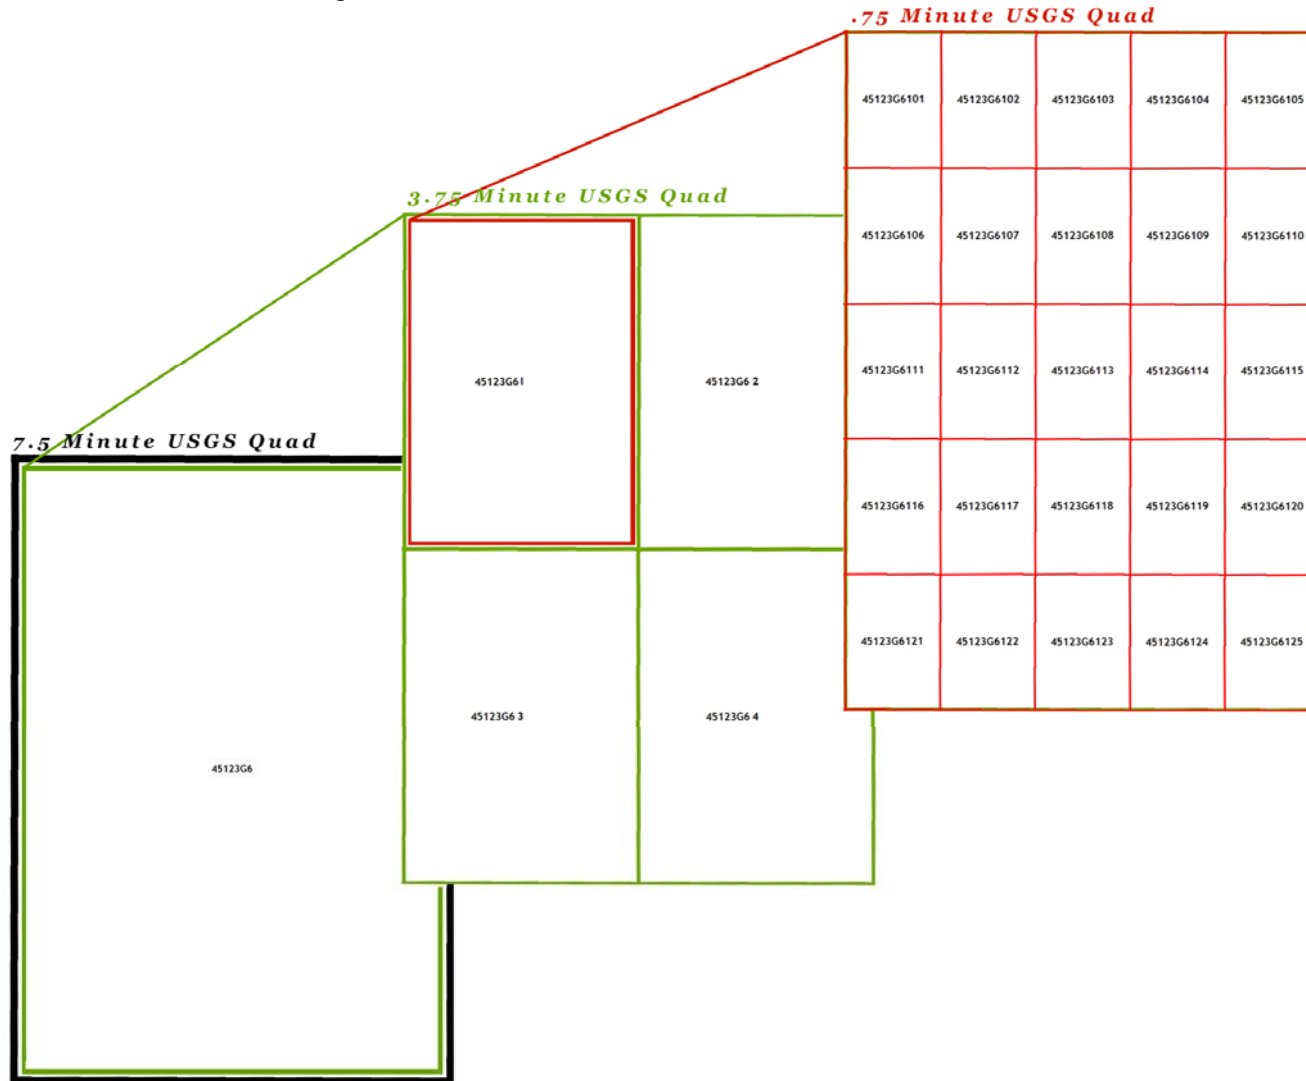 .75 Minute USGS Quad
45123G6101 45123G6102 45123G6103 45123G6104 45123G6105
3.75 Minute USGS Quad
45123G6106 45123G6107 45123G6108 45123G6109 45123G6110
45123G61 45123G6 2
45123G6111 45123G6112 45123G6113 45123G6114 45123G6115
7.5 Minute USGS Quad
45123G6116 45123G6117 45123G6118 45123G6119 45123G6120
45123G6121 45123G6122 45123G6123 45123G6124 45123G6125
45123G6 3 45123G6 4
45123G6